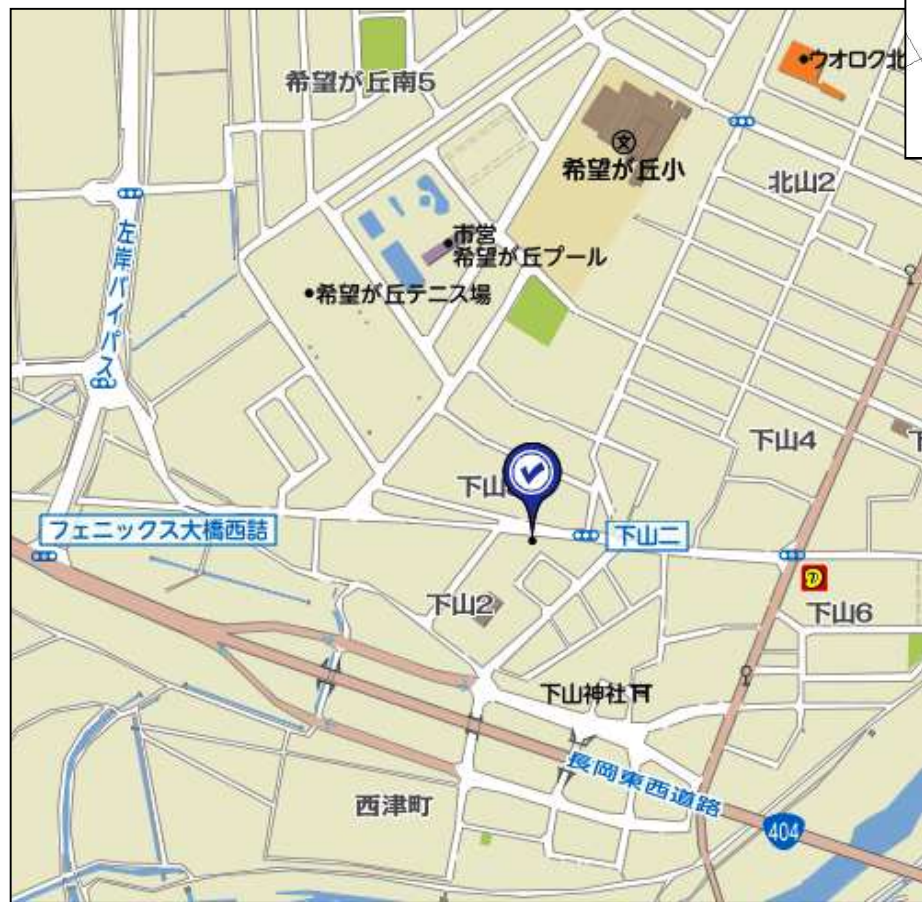 ウオロク北
希望が丘南5
文
希望が丘小
北山2
左岸バイパス
市営
希望が丘プール
希望が丘テニス場
下山4
下
下山
フェニックス大橋西詰
下山二
下山2
下山6
下山神社
長岡東西道路
西津町
404